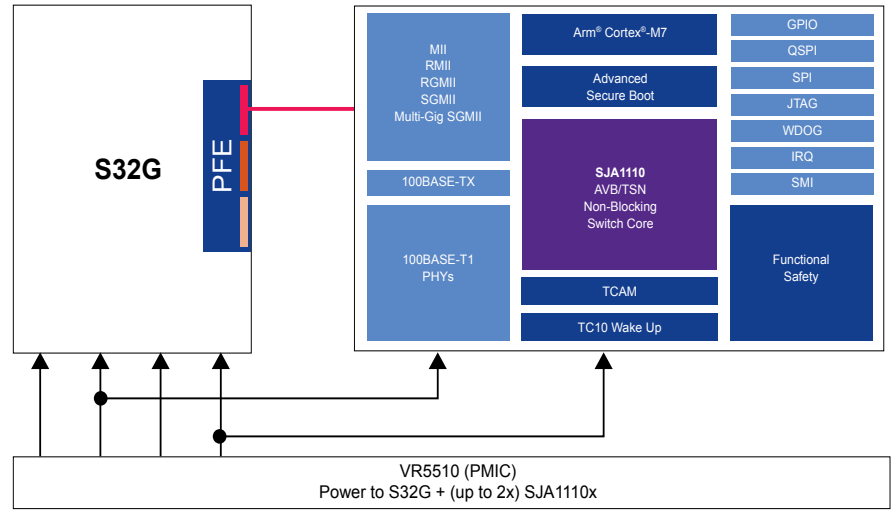 S32G
PFE
MII
RMII
RGMII
SGMII
Multi-Gig SGMII
100BASE-TX
100BASE-T1
PHYs
Arm® Cortex®-M7
Advanced
Secure Boot
SJA1110
AVB/TSN
Non-Blocking
Switch Core
TCAM
TC10 Wake Up
GPIO
QSPI
SPI
JTAG
WDOG
IRQ
SMI
Functional
Safety
VR5510 (PMIC)
Power to S32G + (up to 2x) SJA1110x